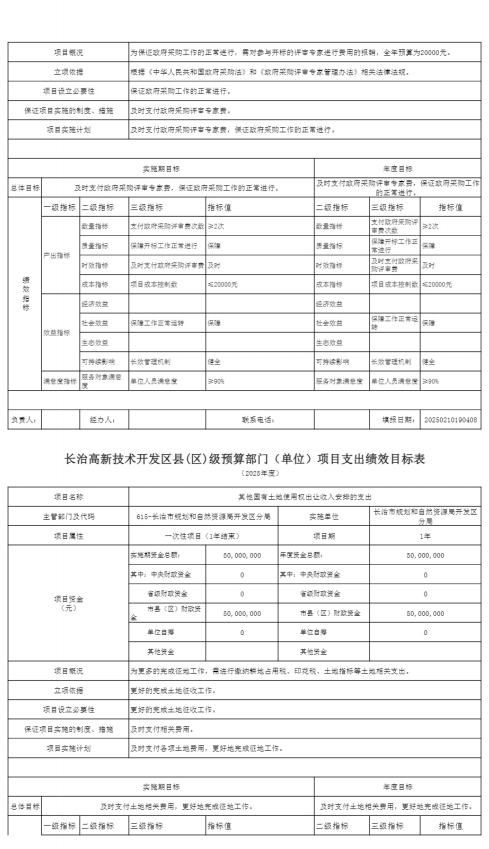 项目概况 为保证政府采购工作的正常进行，需对参与开标的评审专家进行费用的报销，全年预算为20000元。
立项依据 根据《中华人民共和国政府采购法》和《政府采购评审专家管理办法》相关法律法规。
项目设立必要性 保证政府采购工作的正常进行。
保证项目实施的制度、措施 及时支付政府采购评审专家费。
项目实施计划 及时支付政府采购评审专家费，保证政府采购工作的正常进行。
实施期目标 年度目标
总体目标 及时支付政府采购评审专家费，保证政府采购工作的正常进行。 及时支付政府采购评审专家费，保证政府采购工作的正常进行。
绩效指标 一级指标 二级指标 三级指标 指标值 二级指标 三级指标 指标值
产出指标 数量指标 支付政府采购评审费次数 ≥2次 数量指标 支付政府采购评审费次数 ≥2次
质量指标 保障开标工作正常进行 保障 质量指标 保障开标工作正常进行 保障
时效指标 及时支付政府采购评审费 及时 时效指标 及时支付政府采购评审费 及时
成本指标 项目成本控制数 ≤20000元 成本指标 项目成本控制数 ≤20000元
效益指标 经济效益 经济效益
社会效益 保障工作正常运转 保障 社会效益 保障工作正常运转 保障
生态效益 生态效益
可持续影响 长效管理机制 健全 可持续影响 长效管理机制 健全
满意度指标 服务对象满意度 单位人员满意度 ≥90% 服务对象满意度 单位人员满意度 ≥90%
负责人： 经办人： 联系电话： 填报日期： 20250210190408
长治高新技术开发区县(区)级预算部门（单位）项目支出绩效目标表
（2025年度）
项目名称 其他国有土地使用权出让收入安排的支出
主管部门及代码 615-长治市规划和自然资源局开发区分局 实施单位 长治市规划和自然资源局开发区分局
项目属性 一次性项目（1年结束） 项目期 1年
项目资金（元） 实施期资金总额： 50,000,000 年度资金总额： 50,000,000
其中：中央财政资金 0 其中：中央财政资金 0
省级财政资金 0 省级财政资金 0
市县（区）财政资金 50,000,000 市县（区）财政资金 50,000,000
单位自筹 0 单位自筹 0
其他资金 其他资金
项目概况 为更多的完成征地工作，需进行缴纳耕地占用税、印花税、土地指标等土地相关支出。
立项依据 更好的完成土地征收工作。
项目设立必要性 更好的完成土地征收工作。
保证项目实施的制度、措施 及时支付相关费用。
项目实施计划 及时支付各项土地费用，更好地完成征地工作。
实施期目标 年度目标
总体目标 及时支付土地相关费用，更好地完成征地工作。 及时支付土地相关费用，更好地完成征地工作。
一级指标 二级指标 三级指标 指标值 二级指标 三级指标 指标值